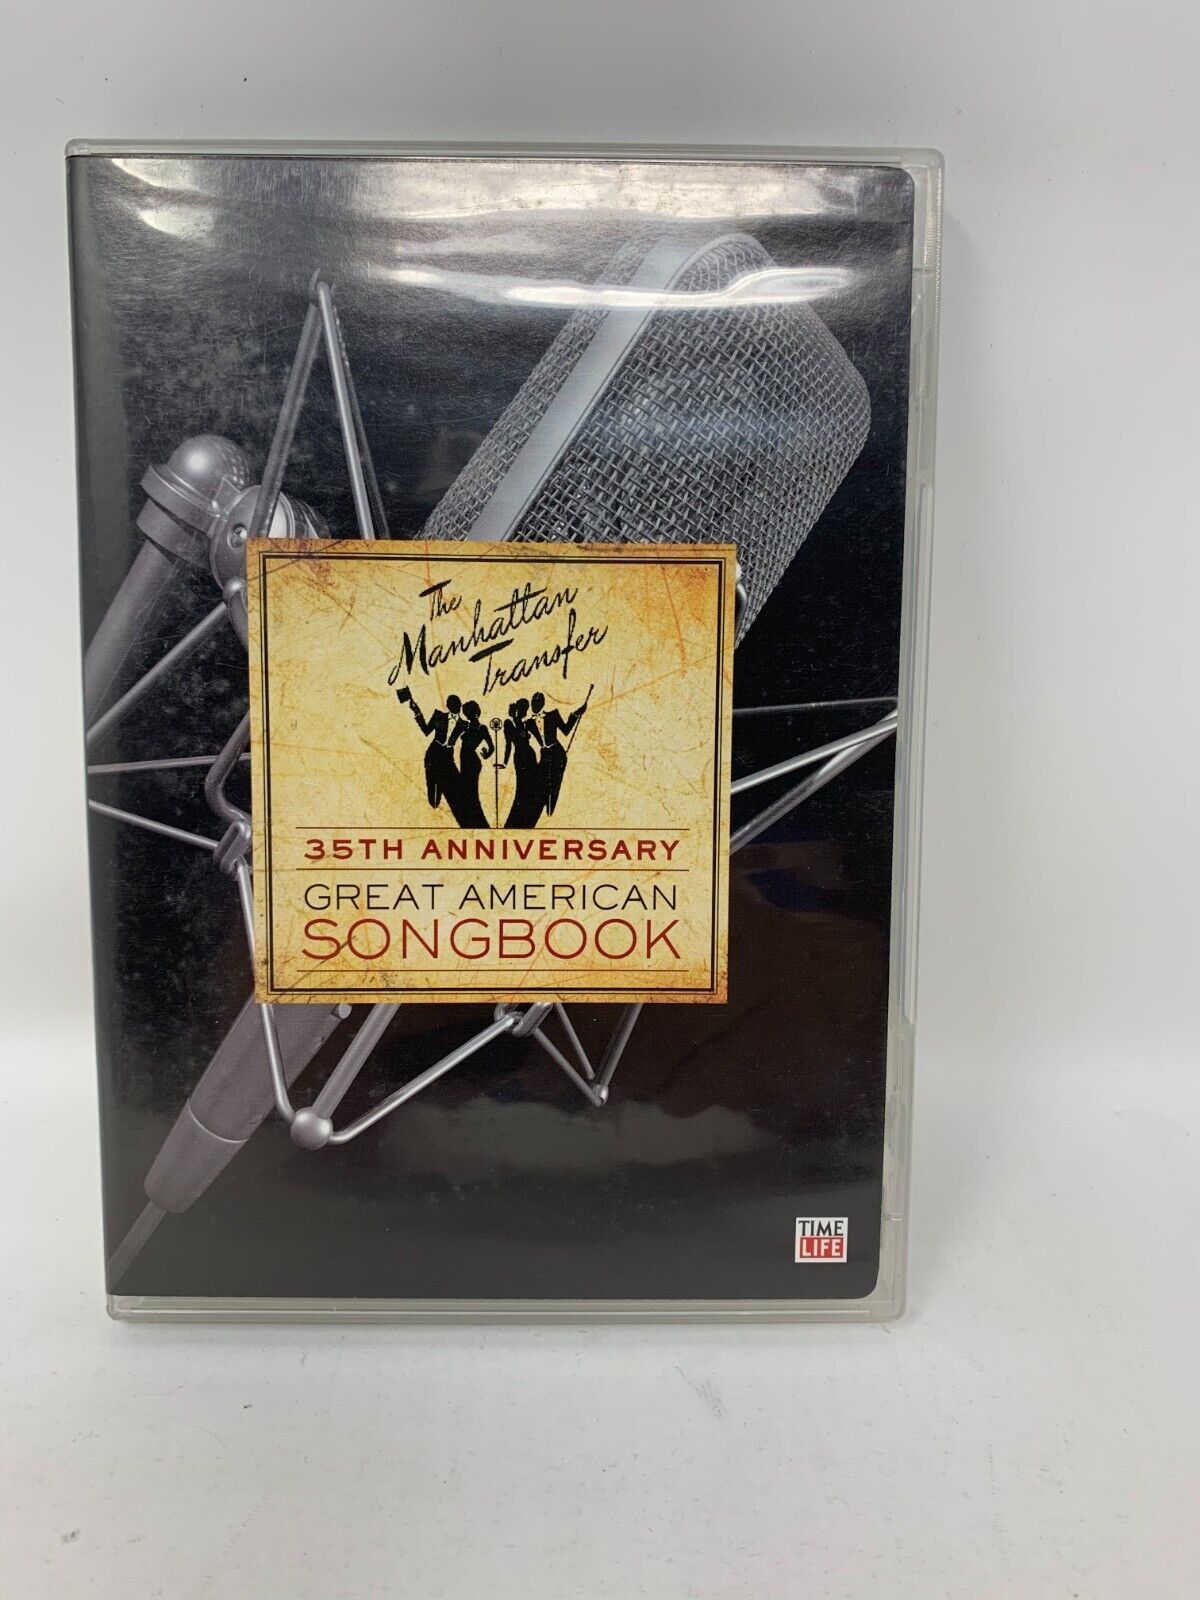 The
Manhattan
Transfer
35TH ANNIVERSARY
GREAT AMERICAN
SONGBOOK
TIME
LIFE